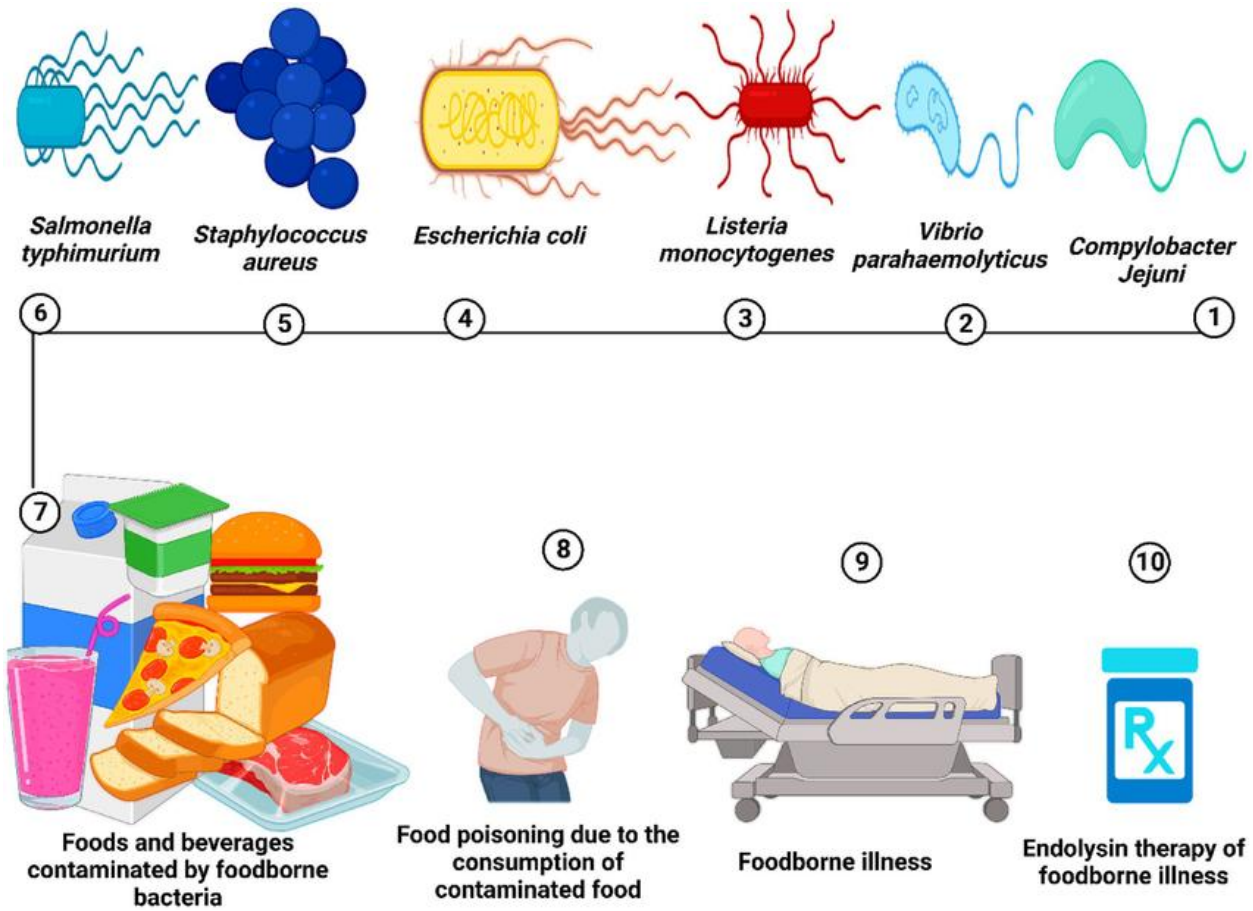 Salmonella
typhimurium
Staphylococcus
aureus
Escherichia coli
Listeria
monocytogenes
Vibrio
parahaemolyticus
Compylobacter
Jejuni
6
5
4
3
2
1
7
8
9
10
Rx
Foods and beverages
contaminated by foodborne
bacteria
Food poisoning due to the
consumption of
contaminated food
Foodborne illness
Endolysin therapy of
foodborne illness